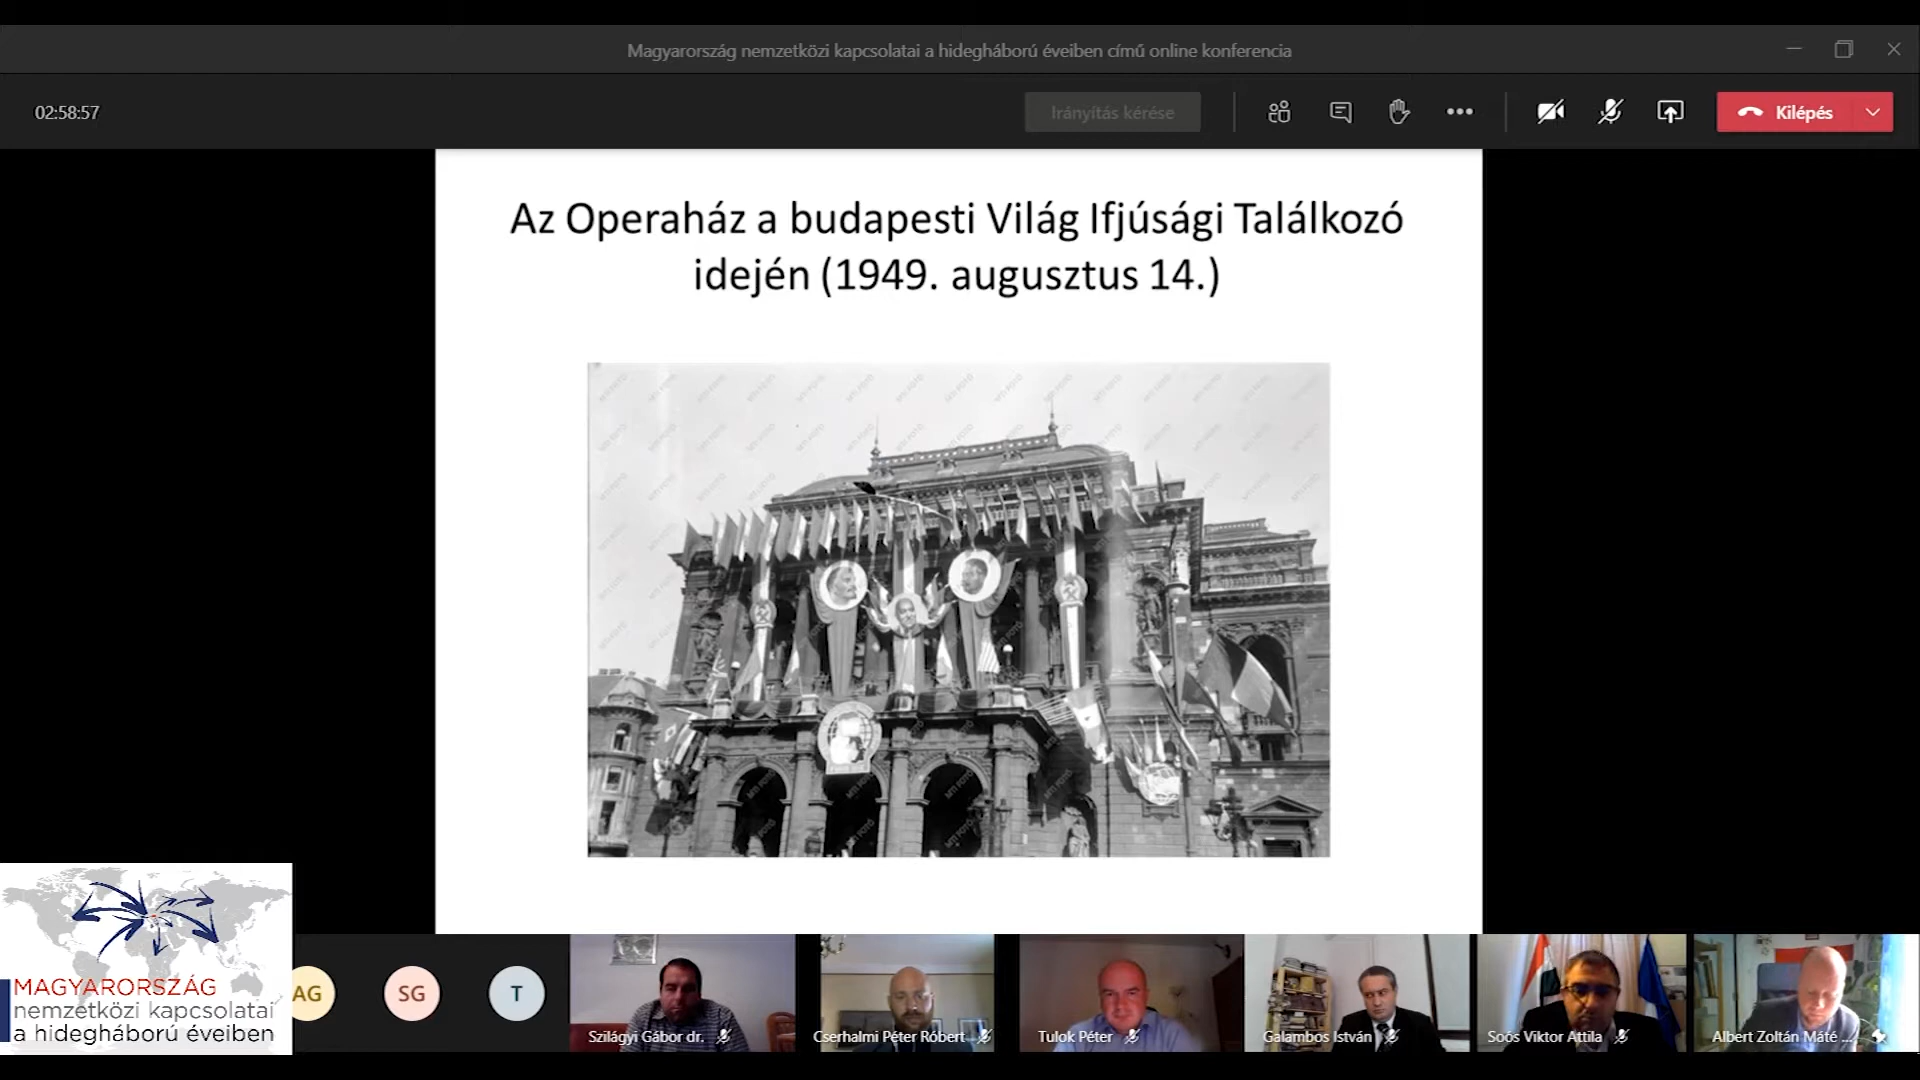 Magyarország nemzetközi kapcsolatai a hidegháború éveiben című online konferencia
02:58:57
Irányítás kérése
Kilépés
Az Operaház a budapesti Világ Ifjúsági Találkozó
idején (1949. augusztus 14.)
MTI FOTÓ
MAGYARORSZÁG
nemzetközi kapcsolatai
a hidegháború éveiben
AG
SG
T
Szilágyi Gábor dr.
Cserhalmi Péter Róbert
Tulok Péter
Galambos István
Soós Viktor Attila
Albert Zoltán Máté ...